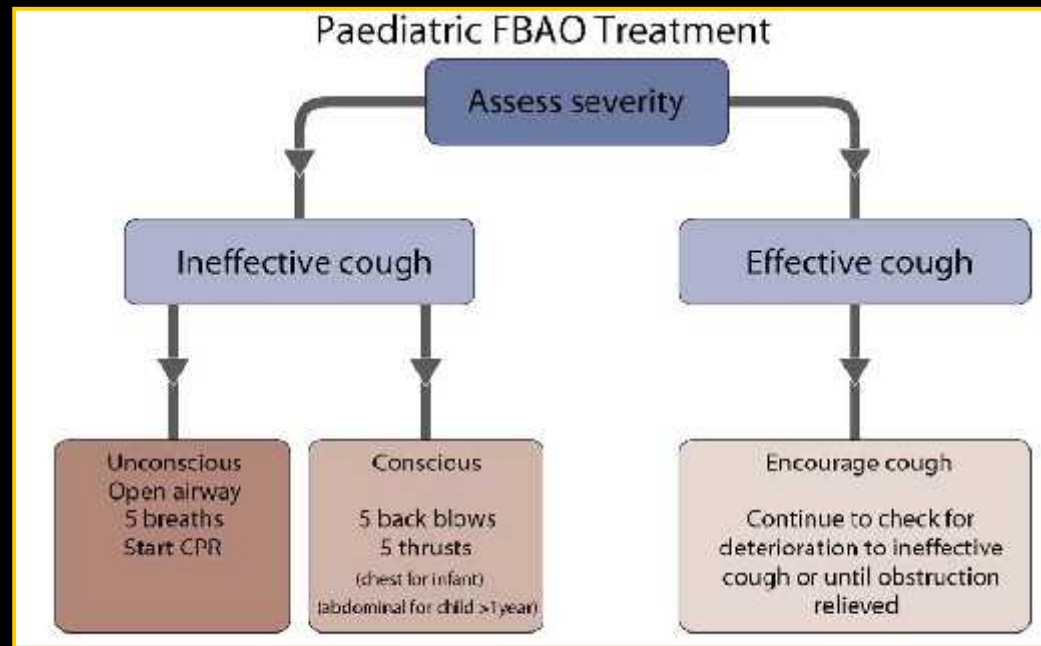 Paediatric FBAO Treatment
Assess severity
Ineffective cough
Effective cough
Unconscious
Open airway
5 breaths
Start CPR
Conscious
5 back blows
5 thrusts
(chest for infant)
(abdominal for child >1year)
Encourage cough
Continue to check for
deterioration to ineffective
cough or until obstruction
relieved